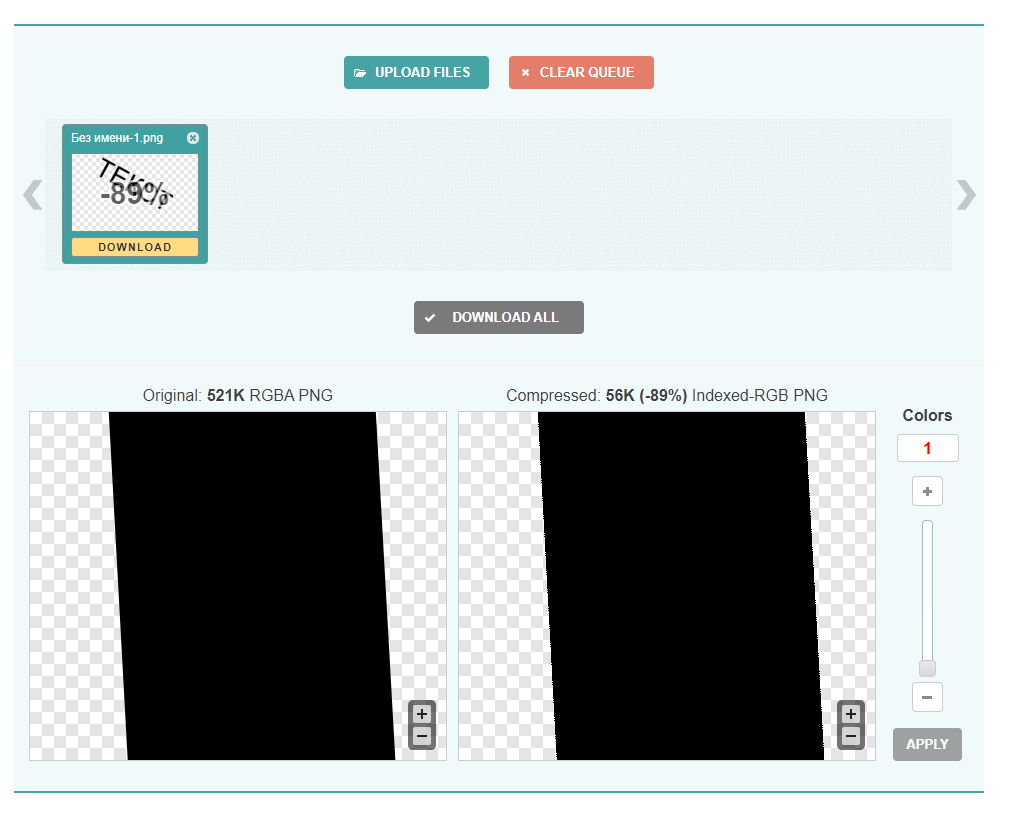 UPLOAD FILES
CLEAR QUEUE
Без имени-1.png
ТЕКСТ
-89%
DOWNLOAD
DOWNLOAD ALL
Original: 521K RGBA PNG
Compressed: 56K (-89%) Indexed-RGB PNG
Colors
1
APPLY